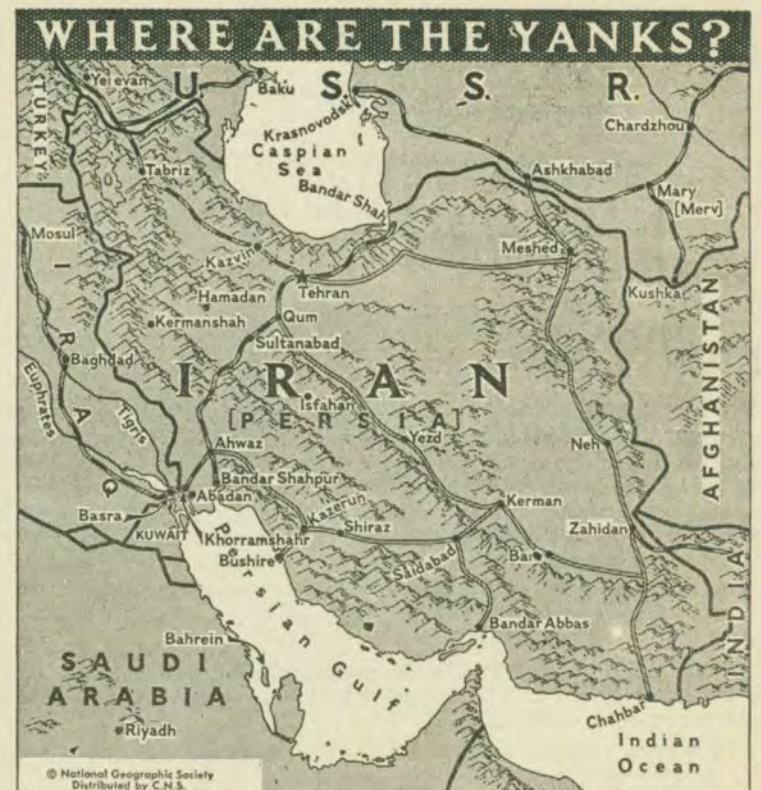 WHERE ARE THE YANKS?
U. S. S. R.
TURKEY
Yerevan
Baku
Krasnovodsk
Chardzhou
Caspian
Sea
Tabriz
Bandar Shah
Ashkhabad
Mary
[Merv]
Mosul
Kazvin
Tehran
Meshed
Kushka
Hamadan
Kermanshah
Qum
Sultanabad
AFGHANISTAN
IRAQ
Baghdad
Euphrates
Tigris
IRAN
[PERSIA]
Isfahan
Yezd
Neh
Ahwaz
Bandar Shahpur
Abadan
Basra
KUWAIT
Khorramshahr
Bushire
Kazerun
Shiraz
Kerman
Saidabad
Zahidan
Persian Gulf
Bandar Abbas
INDIA
Bahrein
SAUDI
ARABIA
Riyadh
Chahbar
Indian
Ocean
© National Geographic Society
Distributed by C.N.S.